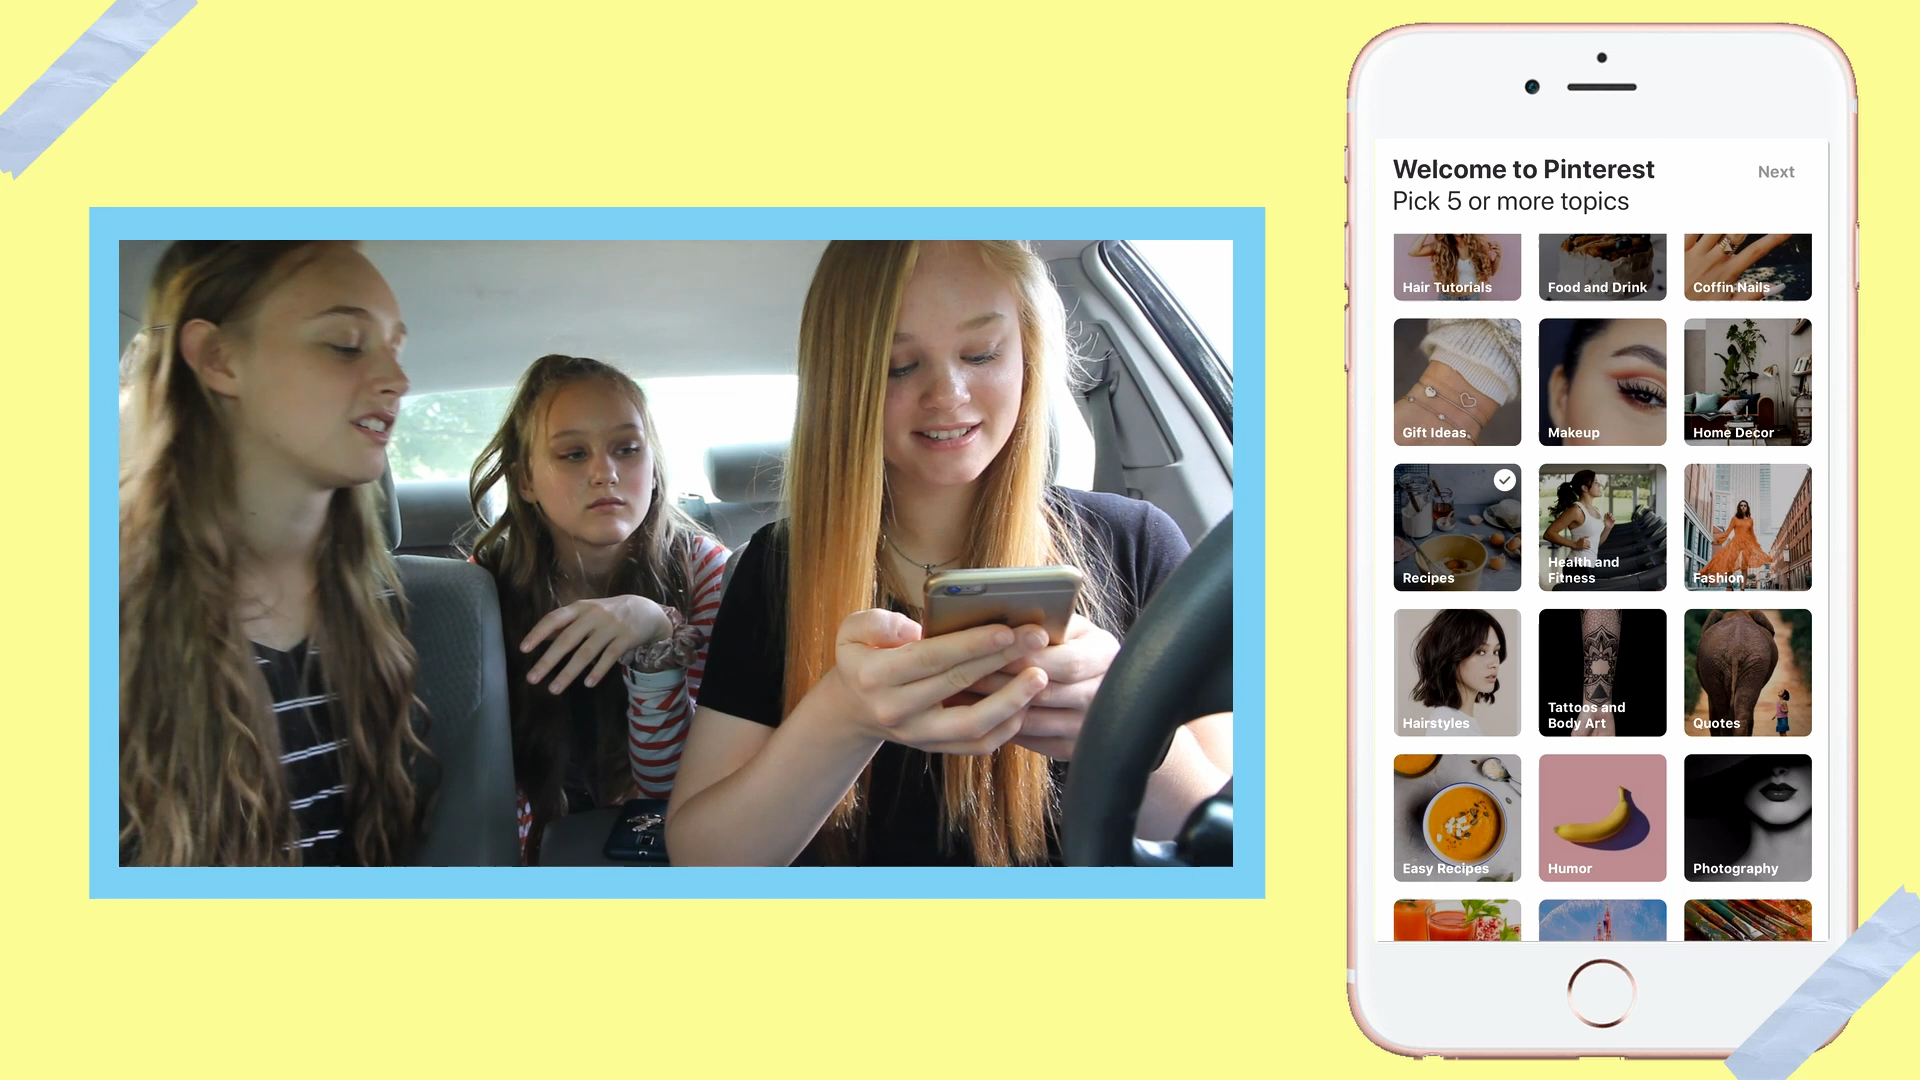 Welcome to Pinterest
Next
Pick 5 or more topics
Hair Tutorials
Food and Drink
Coffin Nails
Gift Ideas
Makeup
Home Decor
Recipes
Health and
Fitness
Fashion
Hairstyles
Tattoos and
Body Art
Quotes
Easy Recipes
Humor
Photography